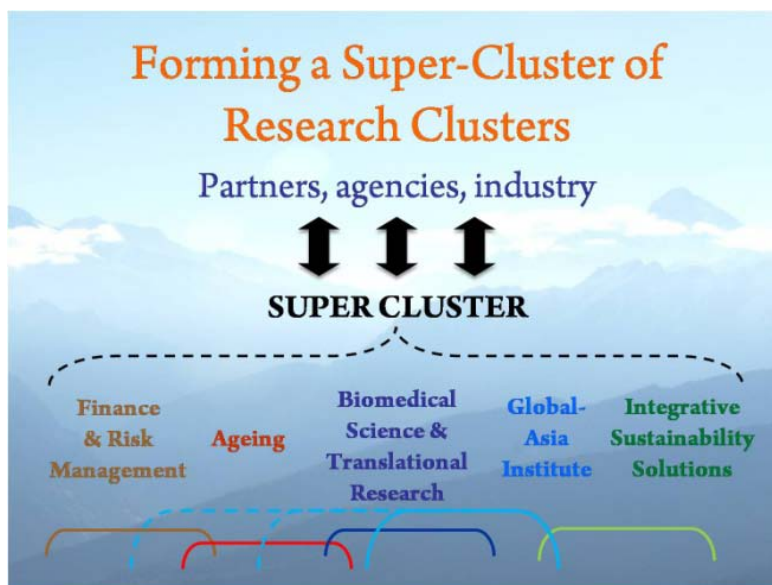 Forming a Super-Cluster of
Research Clusters
Partners, agencies, industry
SUPER CLUSTER
Finance
& Risk
Management
Ageing
Biomedical
Science &
Translational
Research
Global-
Asia
Institute
Integrative
Sustainability
Solutions